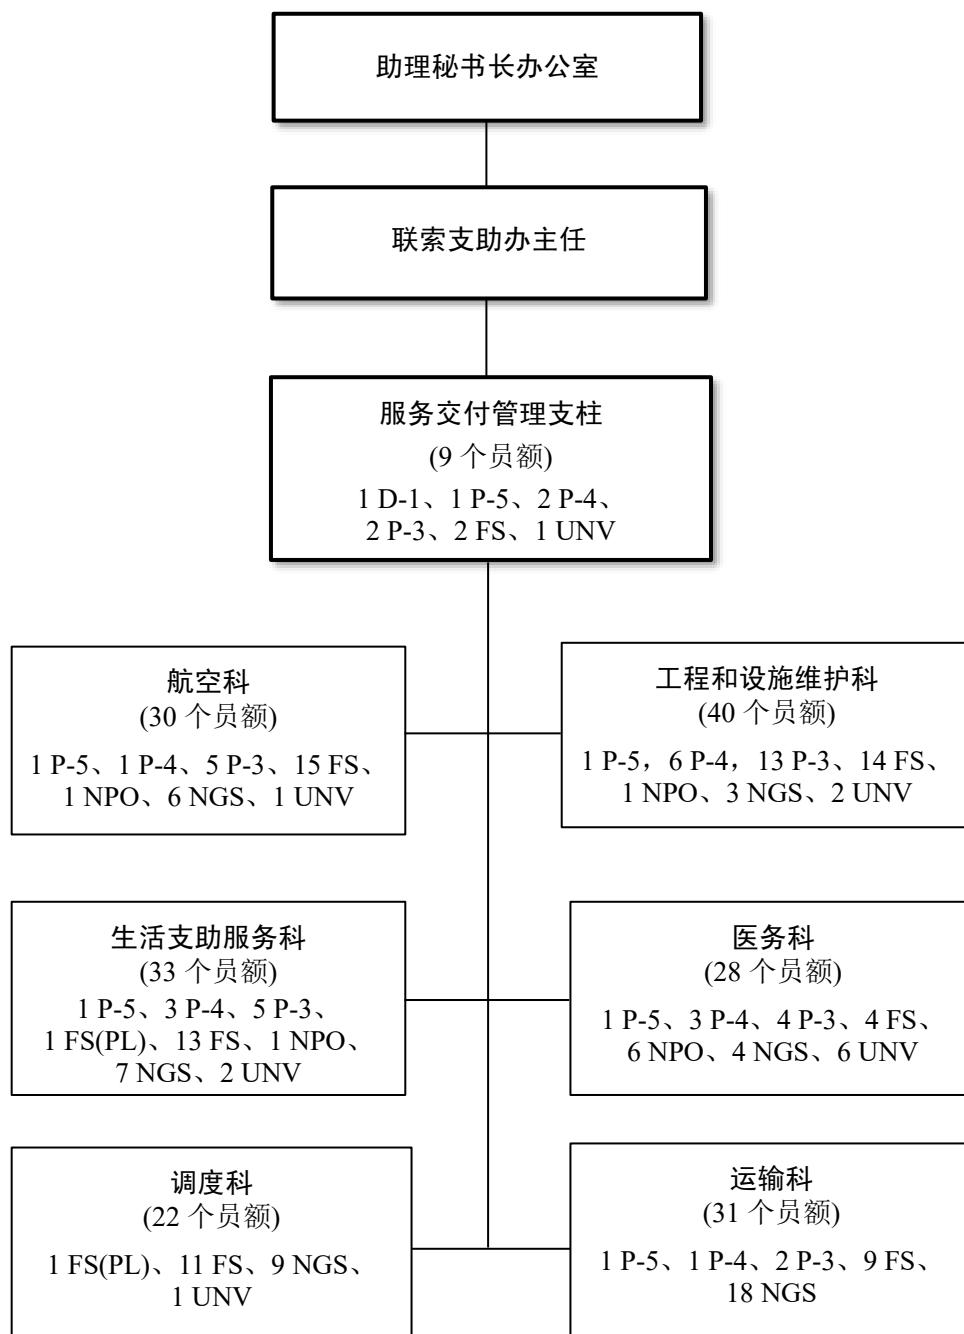 助理秘书长办公室
联索支助办主任
服务交付管理支柱
(9 个员额)
1 D-1、1 P-5、2 P-4、
2 P-3、2 FS、1 UNV
航空科
(30 个员额)
1 P-5、1 P-4、5 P-3、15 FS、
1 NPO、6 NGS、1 UNV
工程和设施维护科
(40 个员额)
1 P-5，6 P-4，13 P-3、14 FS、
1 NPO、3 NGS、2 UNV
生活支助服务科
(33 个员额)
1 P-5、3 P-4、5 P-3、
1 FS(PL)、13 FS、1 NPO、
7 NGS、2 UNV
医务科
(28 个员额)
1 P-5、3 P-4、4 P-3、4 FS、
6 NPO、4 NGS、6 UNV
调度科
(22 个员额)
1 FS(PL)、11 FS、9 NGS、
1 UNV
运输科
(31 个员额)
1 P-5、1 P-4、2 P-3、9 FS、
18 NGS